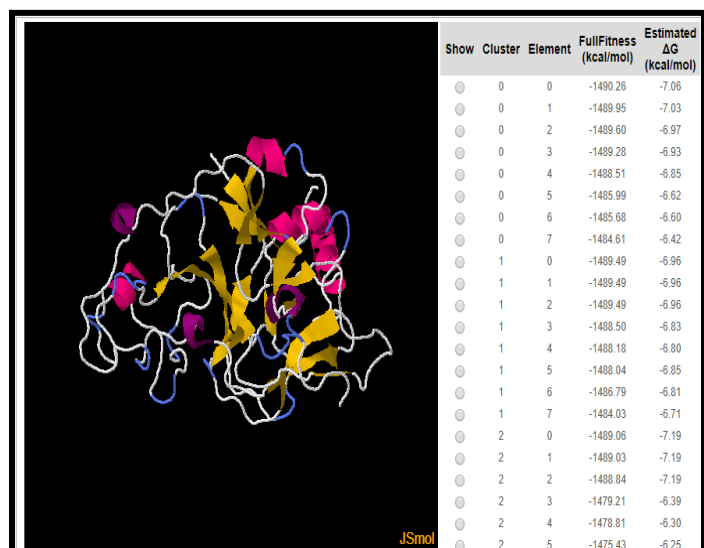 Show Cluster Element FullFitness (kcal/mol) Estimated ΔG (kcal/mol)
0 0 -1490.26 -7.06
0 1 -1489.95 -7.03
0 2 -1489.60 -6.97
0 3 -1489.28 -6.93
0 4 -1488.51 -6.85
0 5 -1485.99 -6.62
0 6 -1485.68 -6.60
0 7 -1484.61 -6.42
1 0 -1489.49 -6.96
1 1 -1489.49 -6.96
1 2 -1489.49 -6.96
1 3 -1488.50 -6.83
1 4 -1488.18 -6.80
1 5 -1488.04 -6.85
1 6 -1486.79 -6.81
1 7 -1484.03 -6.71
2 0 -1489.06 -7.19
2 1 -1489.03 -7.19
2 2 -1488.84 -7.19
2 3 -1479.21 -6.39
2 4 -1478.81 -6.30
2 5 -1475.43 -6.25
JSmol